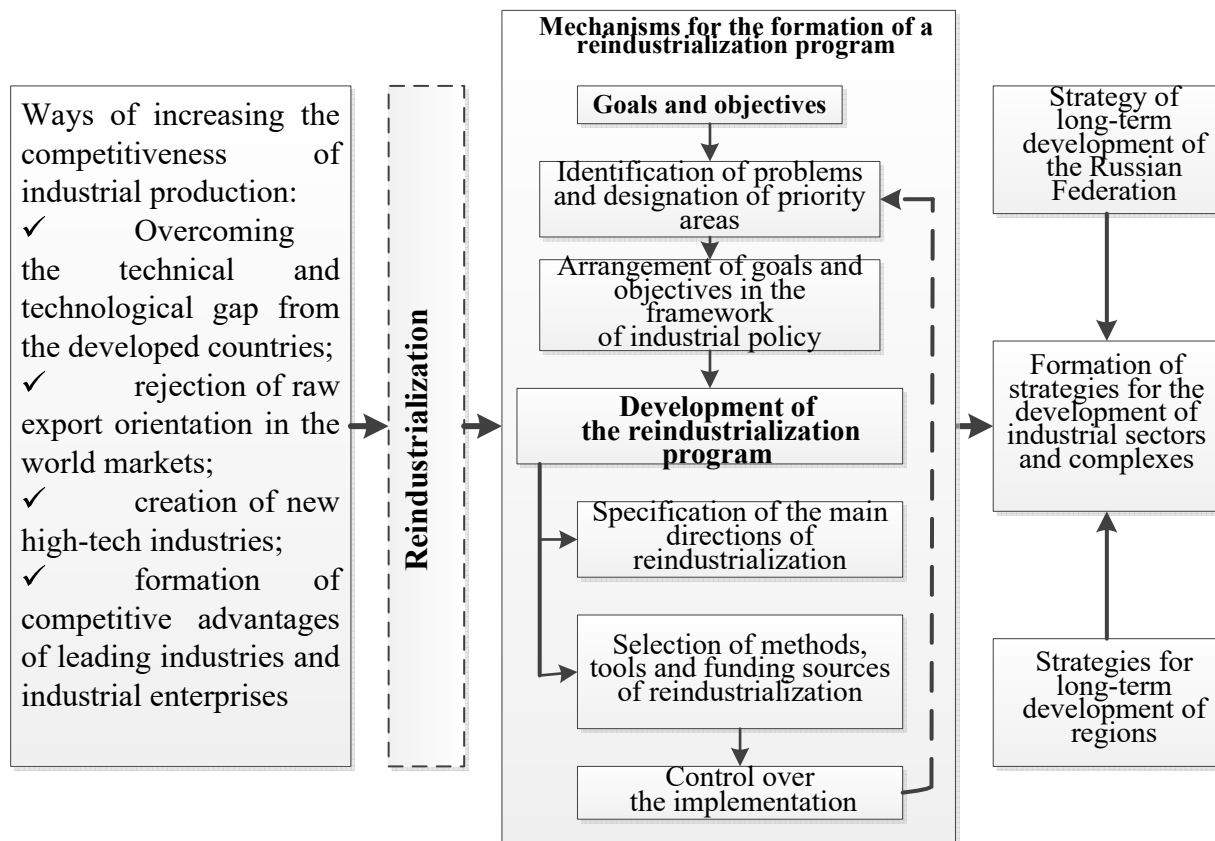 Ways of increasing the
competitiveness of
industrial production:
✓ Overcoming
the technical and
technological gap from
the developed countries;
✓ rejection of raw
export orientation in the
world markets;
✓ creation of new
high-tech industries;
✓ formation of
competitive advantages
of leading industries and
industrial enterprises
Reindustrialization
Mechanisms for the formation of a
reindustrialization program
Goals and objectives
Identification of problems
and designation of priority
areas
Arrangement of goals and
objectives in the
framework
of industrial policy
Development of
the reindustrialization
program
Specification of the main
directions of
reindustrialization
Selection of methods,
tools and funding sources
of reindustrialization
Control over
the implementation
Strategy of
long-term
development of
the Russian
Federation
Formation of
strategies for the
development of
industrial sectors
and complexes
Strategies for
long-term
development of
regions